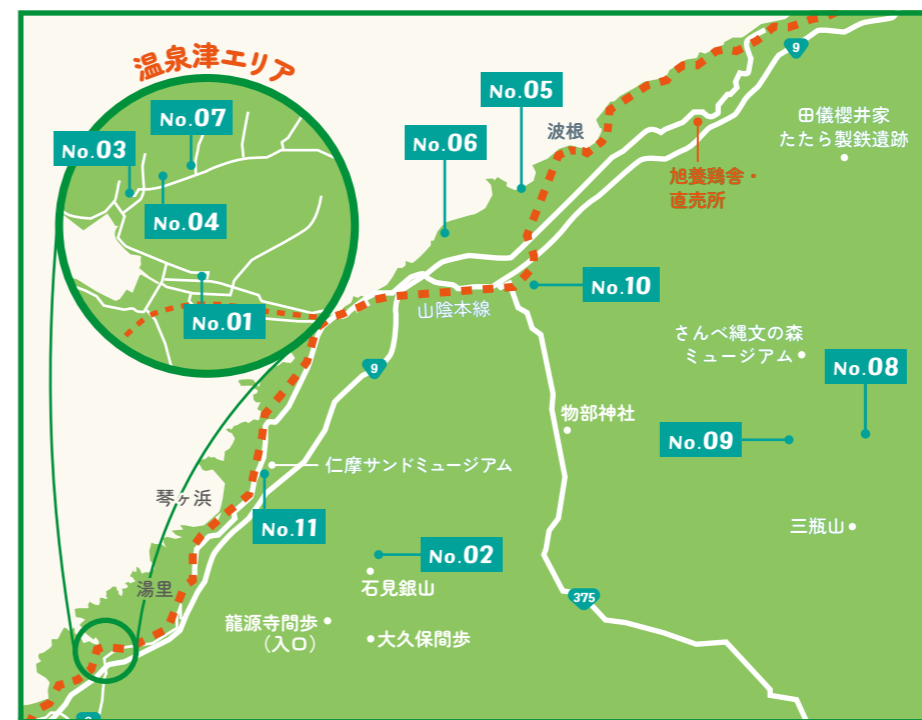 温泉津エリア
No.07
No.03
No.04
No.01
No.05
No.06
波根
9
田儀櫻井家
たたら製鉄遺跡
旭養鶏舎・
直売所
No.10
山陰本線
さんべ縄文の森
ミュージアム
No.08
9
物部神社
No.09
仁摩サンドミュージアム
琴ヶ浜
No.11
三瓶山
No.02
石見銀山
湯里
375
龍源寺間歩
（入口）
大久保間歩
9